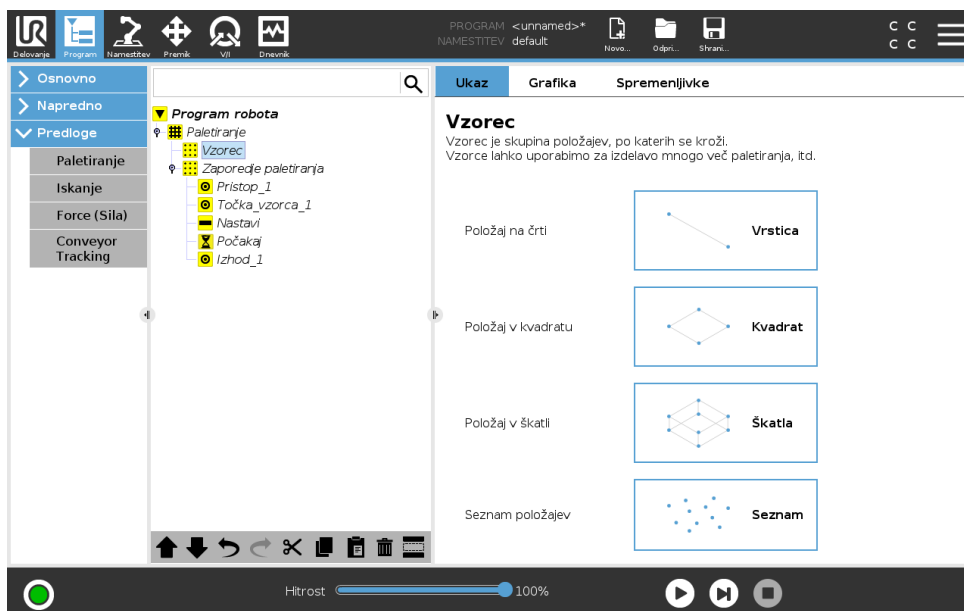 UR
PROGRAM <unnamed>*
NAMESTITEV default
Delovanje Program Namestitev Premik V/I Dnevnik
Novo... Odpri... Shrani...
C C
C C
Osnovno
Napredno
Predloge
Paletiranje
Iskanje
Force (Sila)
Conveyor
Tracking
Program robota
Paletiranje
Vzorec
Zaporedje paletiranja
Pristop_1
Točka_vzorca_1
Nastavi
Počakaj
Izhod_1
Ukaz Grafika Spremenljivke
Vzorec
Vzorec je skupina položajev, po katerih se kroži.
Vzorce lahko uporabimo za izdelavo mnogo več paletiranja, itd.
Položaj na črti Vrstica
Položaj v kvadratu Kvadrat
Položaj v škatli Škatla
Seznam položajev Seznam
Hitrost 100%